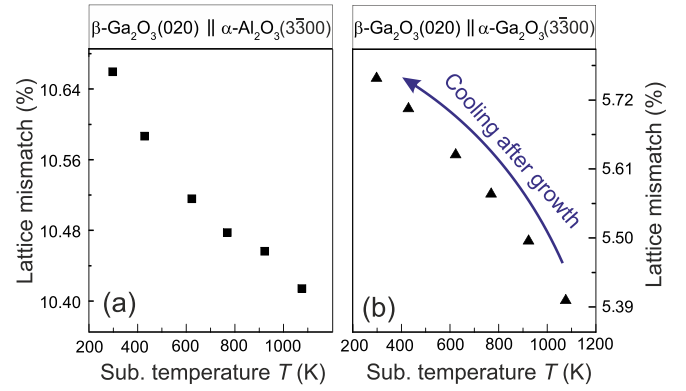 β-Ga₂O₃(020) || α-Al₂O₃(33̅00)
β-Ga₂O₃(020) || α-Ga₂O₃(33̅00)
Lattice mismatch (%)
10.64
10.56
10.48
10.40
(a)
200 400 600 800 1000
Sub. temperature T (K)
Cooling after growth
(b)
5.72
5.61
5.50
5.39
Lattice mismatch (%)
200 400 600 800 1000 1200
Sub. temperature T (K)